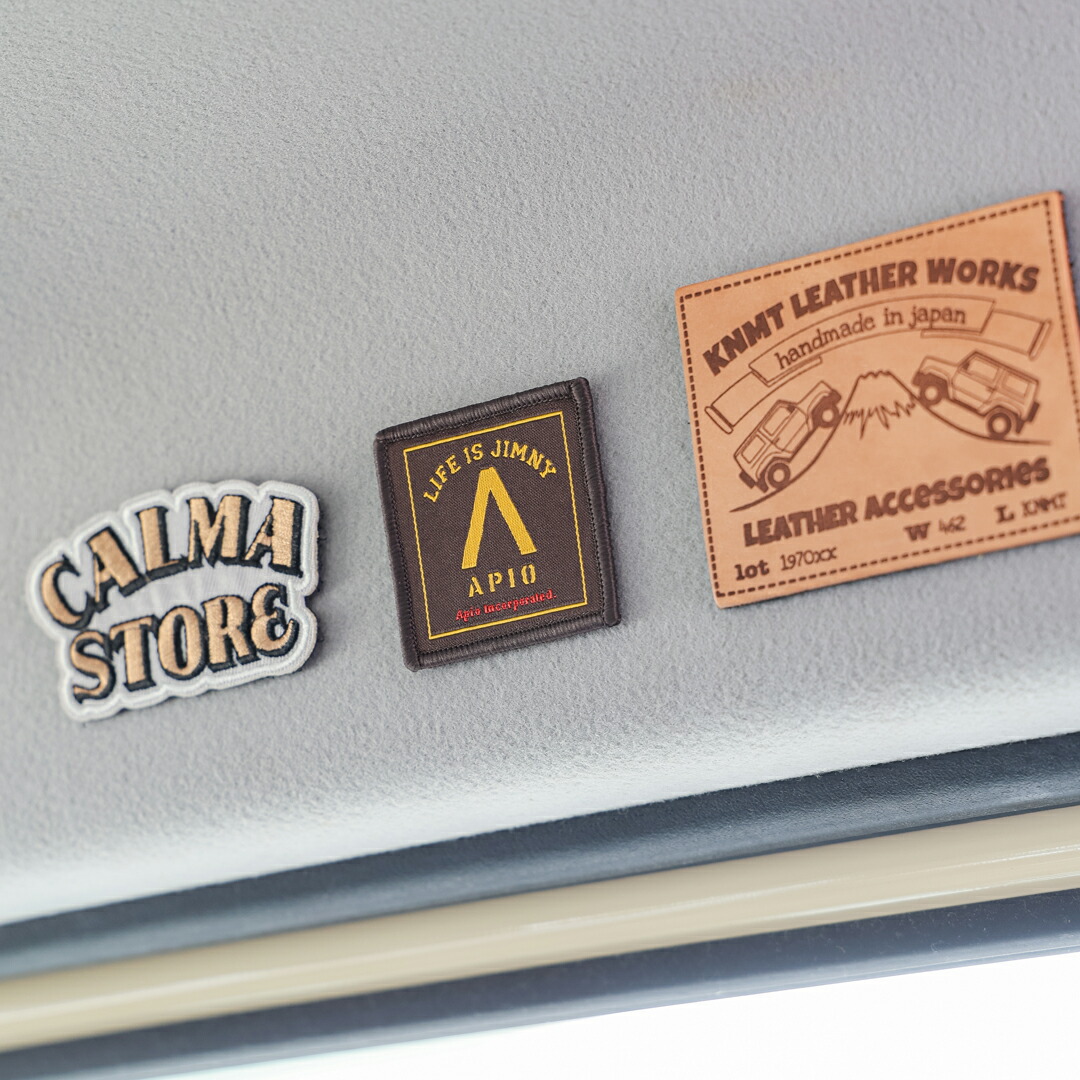 CALMA
STORE
LIFE IS JIMNY
APIO
Apio Incorporated.
KNMT LEATHER WORKS
handmade in japan
LEATHER ACCESSORIES
lot 1970xx W 462 L KNMT